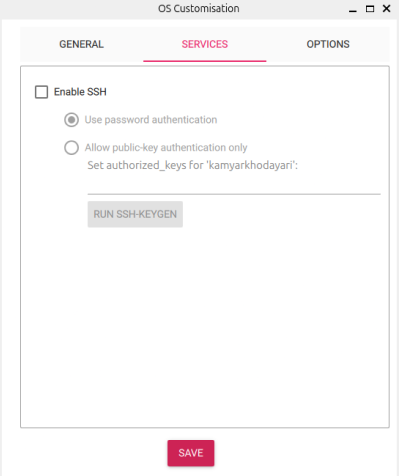 OS Customisation
GENERAL
SERVICES
OPTIONS
Enable SSH
Use password authentication
Allow public-key authentication only
Set authorized_keys for 'kamyarkhodayari':
RUN SSH-KEYGEN
SAVE